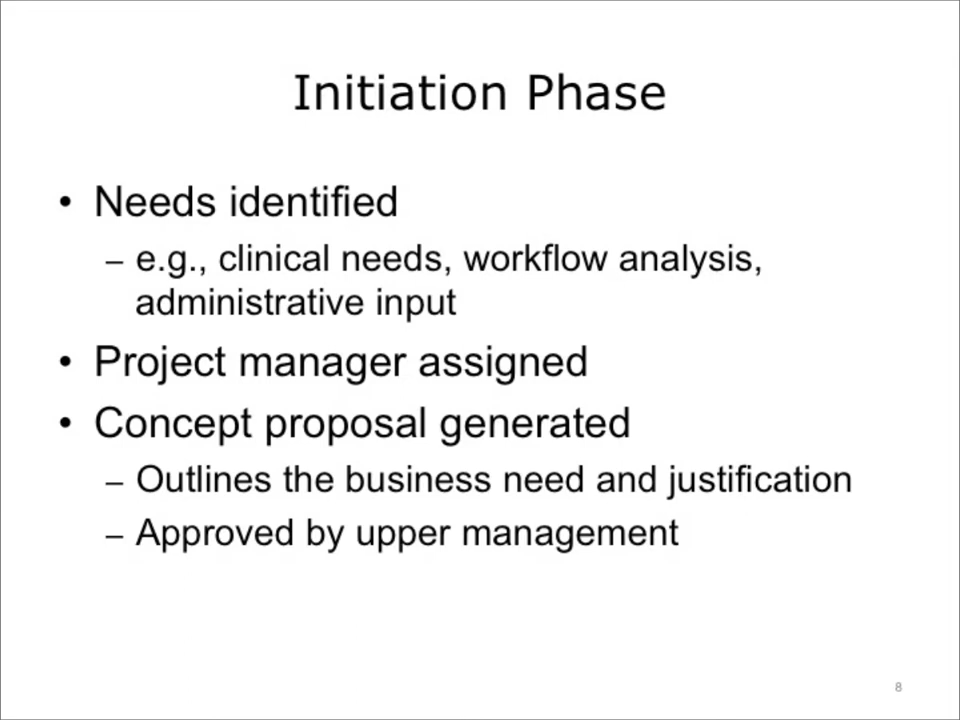 Initiation Phase
• Needs identified
– e.g., clinical needs, workflow analysis,
administrative input
• Project manager assigned
• Concept proposal generated
– Outlines the business need and justification
– Approved by upper management
8